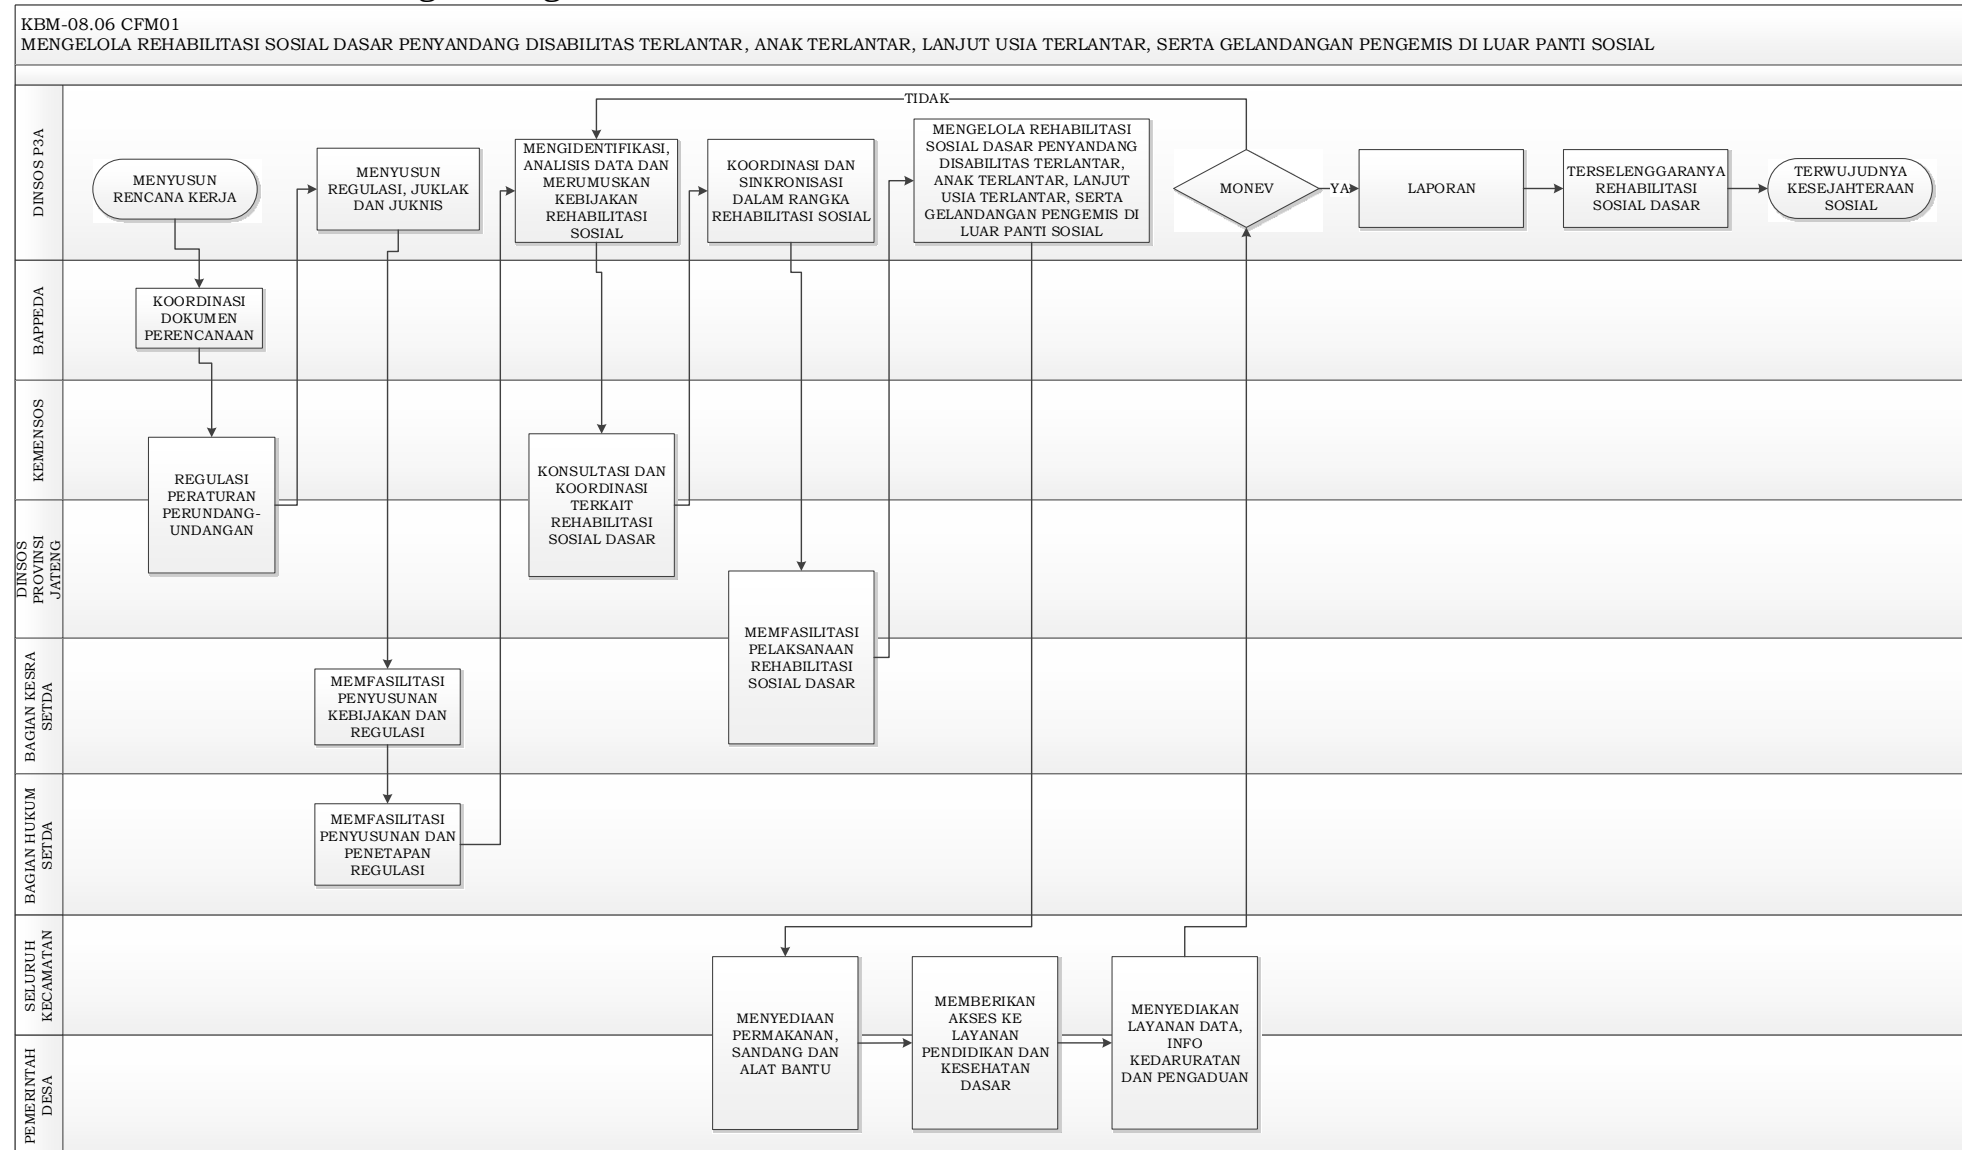 KBM-08.06 CFM01
MENGELOLA REHABILITASI SOSIAL DASAR PENYANDANG DISABILITAS TERLANTAR, ANAK TERLANTAR, LANJUT USIA TERLANTAR, SERTA GELANDANGAN PENGEMIS DI LUAR PANTI SOSIAL
DINSOS P3A
MENYUSUN
RENCANA KERJA
MENYUSUN
REGULASI, JUKLAK
DAN JUKNIS
MENGIDENTIFIKASI,
ANALISIS DATA DAN
MERUMUSKAN
KEBIJAKAN
REHABILITASI
SOSIAL
KOORDINASI DAN
SINKRONISASI
DALAM RANGKA
REHABILITASI SOSIAL
MENGELOLA REHABILITASI
SOSIAL DASAR PENYANDANG
DISABILITAS TERLANTAR,
ANAK TERLANTAR, LANJUT
USIA TERLANTAR, SERTA
GELANDANGAN PENGEMIS DI
LUAR PANTI SOSIAL
TIDAK
MONEV
YA
LAPORAN
TERSELENGGARANYA
REHABILITASI
SOSIAL DASAR
TERWUJUDNYA
KESEJAHTERAAN
SOSIAL
BAPPEDA
KOORDINASI
DOKUMEN
PERENCANAAN
KEMENSOS
REGULASI
PERATURAN
PERUNDANG-
UNDANGAN
KONSULTASI DAN
KOORDINASI
TERKAIT
REHABILITASI
SOSIAL DASAR
DINSOS
PROVINSI
JATENG
MEMFASILITASI
PELAKSANAAN
REHABILITASI
SOSIAL DASAR
BAGIAN KESRA
SETDA
MEMFASILITASI
PENYUSUNAN
KEBIJAKAN DAN
REGULASI
BAGIAN HUKUM
SETDA
MEMFASILITASI
PENYUSUNAN DAN
PENETAPAN
REGULASI
SELURUH
KECAMATAN
MENYEDIAAN
PERMAKANAN,
SANDANG DAN
ALAT BANTU
MEMBERIKAN
AKSES KE
LAYANAN
PENDIDIKAN DAN
KESEHATAN
DASAR
MENYEDIAKAN
LAYANAN DATA,
INFO
KEDARURATAN
DAN PENGADUAN
PEMERINTAH
DESA